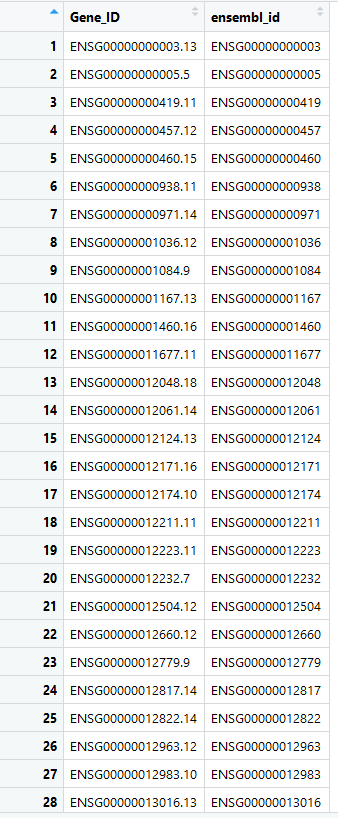 Gene_ID ensembl_id
1 ENSG00000000003.13 ENSG00000000003
2 ENSG00000000005.5 ENSG00000000005
3 ENSG00000000419.11 ENSG00000000419
4 ENSG00000000457.12 ENSG00000000457
5 ENSG00000000460.15 ENSG00000000460
6 ENSG00000000938.11 ENSG00000000938
7 ENSG00000000971.14 ENSG00000000971
8 ENSG00000001036.12 ENSG00000001036
9 ENSG00000001084.9 ENSG00000001084
10 ENSG00000001167.13 ENSG00000001167
11 ENSG00000001460.16 ENSG00000001460
12 ENSG00000011677.11 ENSG00000011677
13 ENSG00000012048.18 ENSG00000012048
14 ENSG00000012061.14 ENSG00000012061
15 ENSG00000012124.13 ENSG00000012124
16 ENSG00000012171.16 ENSG00000012171
17 ENSG00000012174.10 ENSG00000012174
18 ENSG00000012211.11 ENSG00000012211
19 ENSG00000012223.11 ENSG00000012223
20 ENSG00000012232.7 ENSG00000012232
21 ENSG00000012504.12 ENSG00000012504
22 ENSG00000012660.12 ENSG00000012660
23 ENSG00000012779.9 ENSG00000012779
24 ENSG00000012817.14 ENSG00000012817
25 ENSG00000012822.14 ENSG00000012822
26 ENSG00000012963.12 ENSG00000012963
27 ENSG00000012983.10 ENSG00000012983
28 ENSG00000013016.13 ENSG00000013016